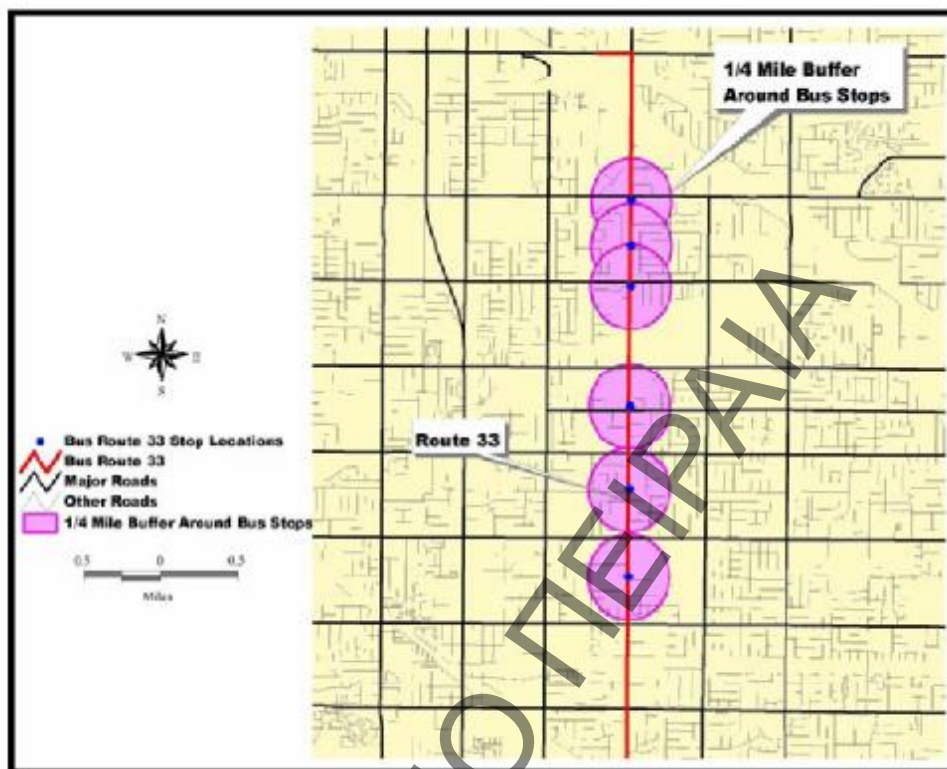 1/4 Mile Buffer
Around Bus Stops
N
W E
S
Route 33
Bus Route 33 Stop Locations
Bus Route 33
Major Roads
Other Roads
1/4 Mile Buffer Around Bus Stops
0.5 0 0.5
Miles
Ο ΠΕΙΡΑΙΑ